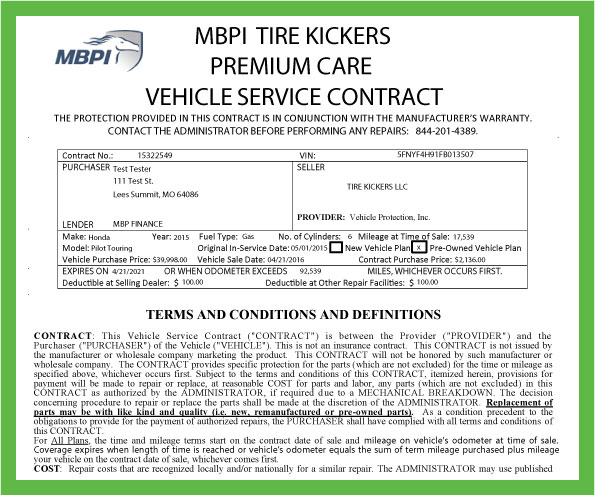 MBPI
MBPI TIRE KICKERS
PREMIUM CARE
VEHICLE SERVICE CONTRACT
THE PROTECTION PROVIDED IN THIS CONTRACT IS IN CONJUNCTION WITH THE MANUFACTURER'S WARRANTY.
CONTACT THE ADMINISTRATOR BEFORE PERFORMING ANY REPAIRS: 844-201-4389.
Contract No.: 15322549 VIN: 5FNYF4H91FB013507
PURCHASER Test Tester SELLER
111 Test St.
TIRE KICKERS LLC
Lees Summit, MO 64086
PROVIDER: Vehicle Protection, Inc.
LENDER MBP FINANCE
Make: Honda Year: 2015 Fuel Type: Gas No. of Cylinders: 6 Mileage at Time of Sale: 17,539
Model: Pilot Touring Original In-Service Date: 05/01/2015 New Vehicle Plan x Pre-Owned Vehicle Plan
Vehicle Purchase Price: $39,998.00 Vehicle Sale Date: 04/21/2016 Contract Purchase Price: $2,136.00
EXPIRES ON 4/21/2021 OR WHEN ODOMETER EXCEEDS 92,539 MILES, WHICHEVER OCCURS FIRST.
Deductible at Selling Dealer: $ 100.00 Deductible at Other Repair Facilities: $ 100.00
TERMS AND CONDITIONS AND DEFINITIONS
CONTRACT: This Vehicle Service Contract ("CONTRACT") is between the Provider ("PROVIDER") and the
Purchaser ("PURCHASER") of the Vehicle ("VEHICLE"). This is not an insurance contract. This CONTRACT is not issued by
the manufacturer or wholesale company marketing the product. This CONTRACT will not be honored by such manufacturer or
wholesale company. The CONTRACT provides specific protection for the parts (which are not excluded) for the time or mileage as
specified above, whichever occurs first. Subject to the terms and conditions of this CONTRACT, itemized herein, provisions for
payment will be made to repair or replace, at reasonable COST for parts and labor, any parts (which are not excluded) in this
CONTRACT as authorized by the ADMINISTRATOR, if required due to a MECHANICAL BREAKDOWN. The decision
concerning procedure to repair or replace the parts shall be made at the discretion of the ADMINISTRATOR. Replacement of
parts may be with like kind and quality (i.e. new, remanufactured or pre-owned parts). As a condition precedent to the
obligations to provide for the payment of authorized repairs, the PURCHASER shall have complied with all terms and conditions of
this CONTRACT.
For All Plans, the time and mileage terms start on the contract date of sale and mileage on vehicle's odometer at time of sale.
Coverage expires when length of time is reached or vehicle's odometer equals the sum of term mileage purchased plus mileage
your vehicle on the contract date of sale, whichever comes first.
COST: Repair costs that are recognized locally and/or nationally for a similar repair. The ADMINISTRATOR may use published